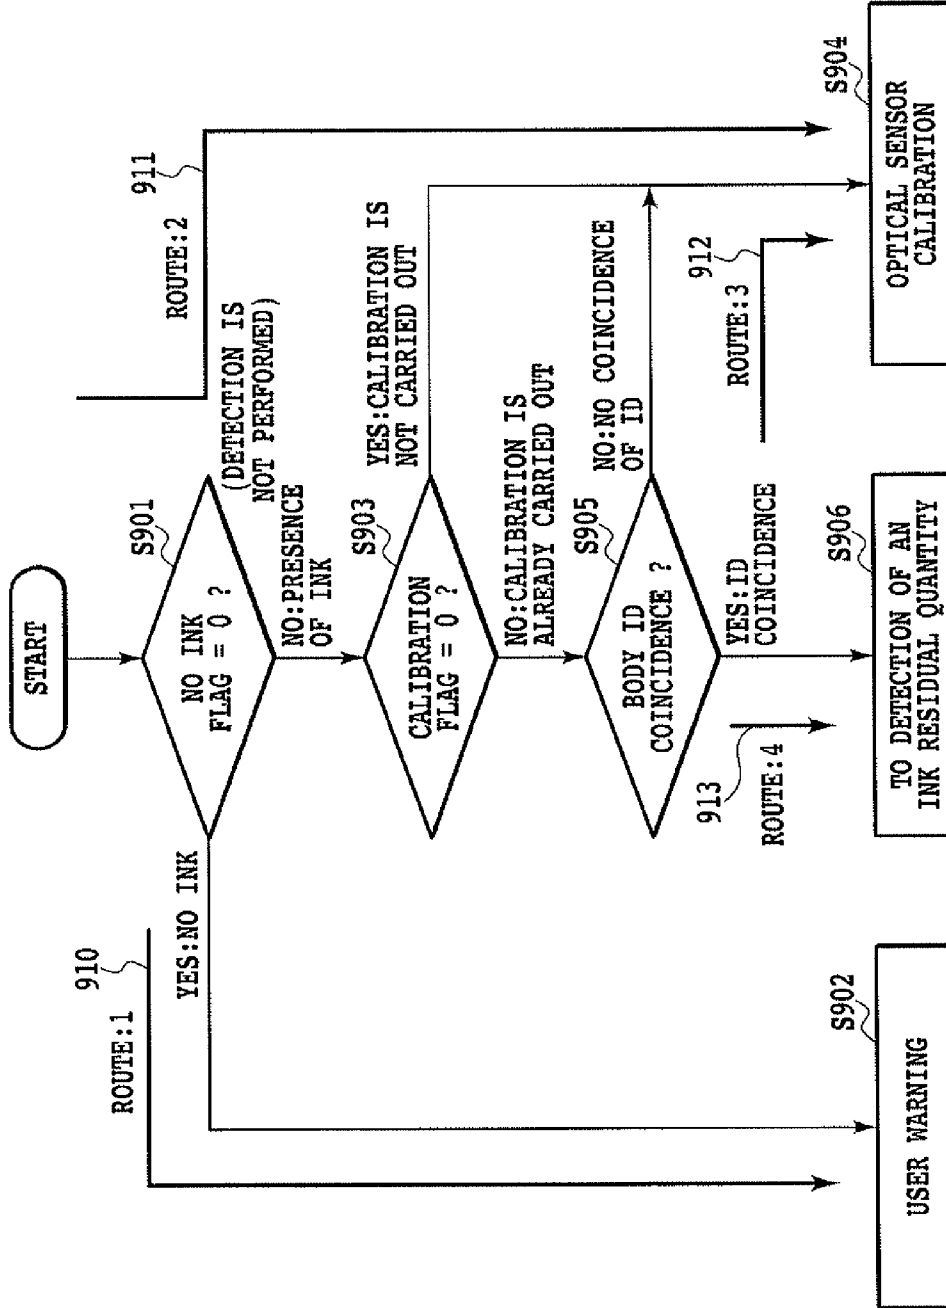 START
S901
NO INK
FLAG = 0 ?
(DETECTION IS
NOT PERFORMED)
NO:PRESENCE
OF INK
YES:NO INK
910
ROUTE:1
911
ROUTE:2
S903
CALIBRATION
FLAG = 0 ?
YES:CALIBRATION IS
NOT CARRIED OUT
NO:CALIBRATION IS
ALREADY CARRIED OUT
S905
BODY ID
COINCIDENCE ?
NO:NO COINCIDENCE
OF ID
YES:ID
COINCIDENCE
913
ROUTE:4
912
ROUTE:3
S902
USER WARNING
S906
TO DETECTION OF AN
INK RESIDUAL QUANTITY
S904
OPTICAL SENSOR
CALIBRATION